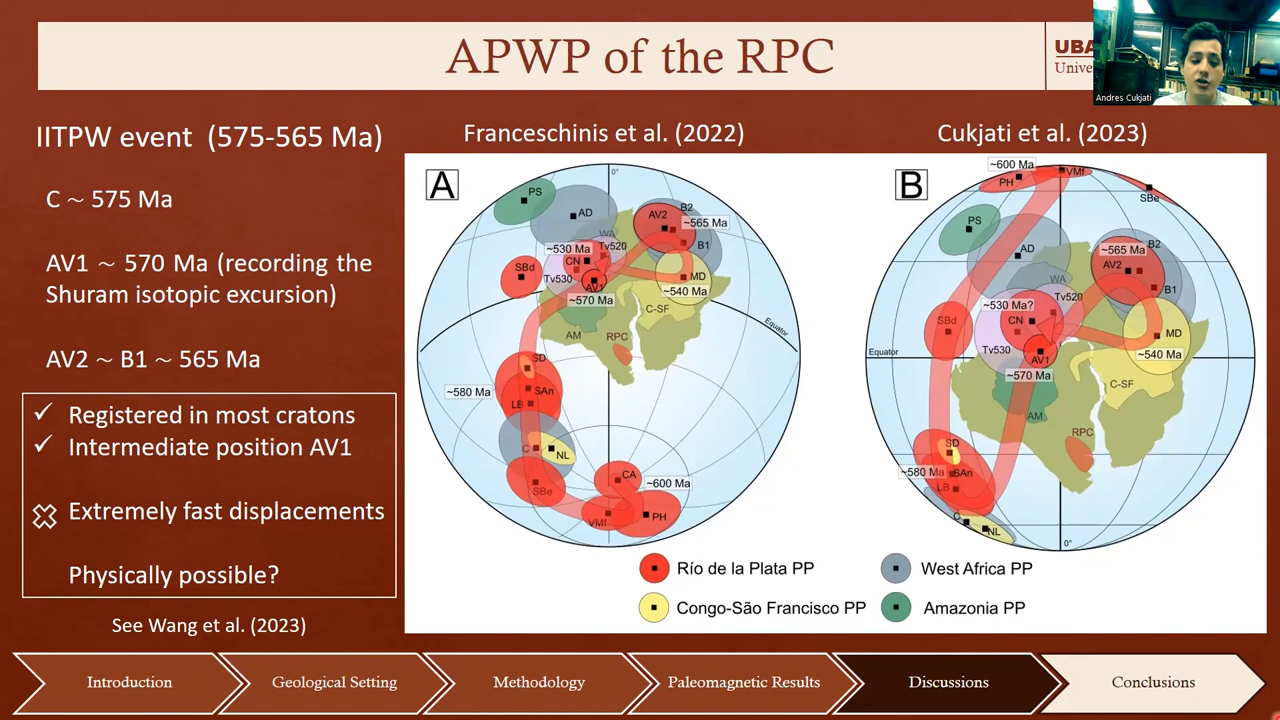 APWP of the RPC
UBA
Unive
Andres Cukjati
IITPW event (575-565 Ma)
C ~ 575 Ma
AV1 ~ 570 Ma (recording the
Shuram isotopic excursion)
AV2 ~ B1 ~ 565 Ma
✓ Registered in most cratons
✓ Intermediate position AV1
Extremely fast displacements
Physically possible?
See Wang et al. (2023)
Franceschinis et al. (2022)
A
0°
PS
AD
WA
AV2
B2
~565 Ma
B1
~530 Ma
Tv520
CN
SBd
Tv530
AV1
MD
~570 Ma
~540 Ma
C-SF
Equator
AM
RPC
SD
~580 Ma
SAn
LB
C
NL
SBe
CA
~600 Ma
VMf
PH
Cukjati et al. (2023)
B
~600 Ma
PH
VMf
SBe
PS
AD
~565 Ma
B2
AV2
WA
B1
~530 Ma?
Tv520
SBd
CN
MD
Equator
Tv530
AV1
~540 Ma
~570 Ma
C-SF
AM
RPC
SD
~580 Ma
SAn
LB
C
NL
0°
Río de la Plata PP
West Africa PP
Congo-São Francisco PP
Amazonia PP
Introduction
Geological Setting
Methodology
Paleomagnetic Results
Discussions
Conclusions